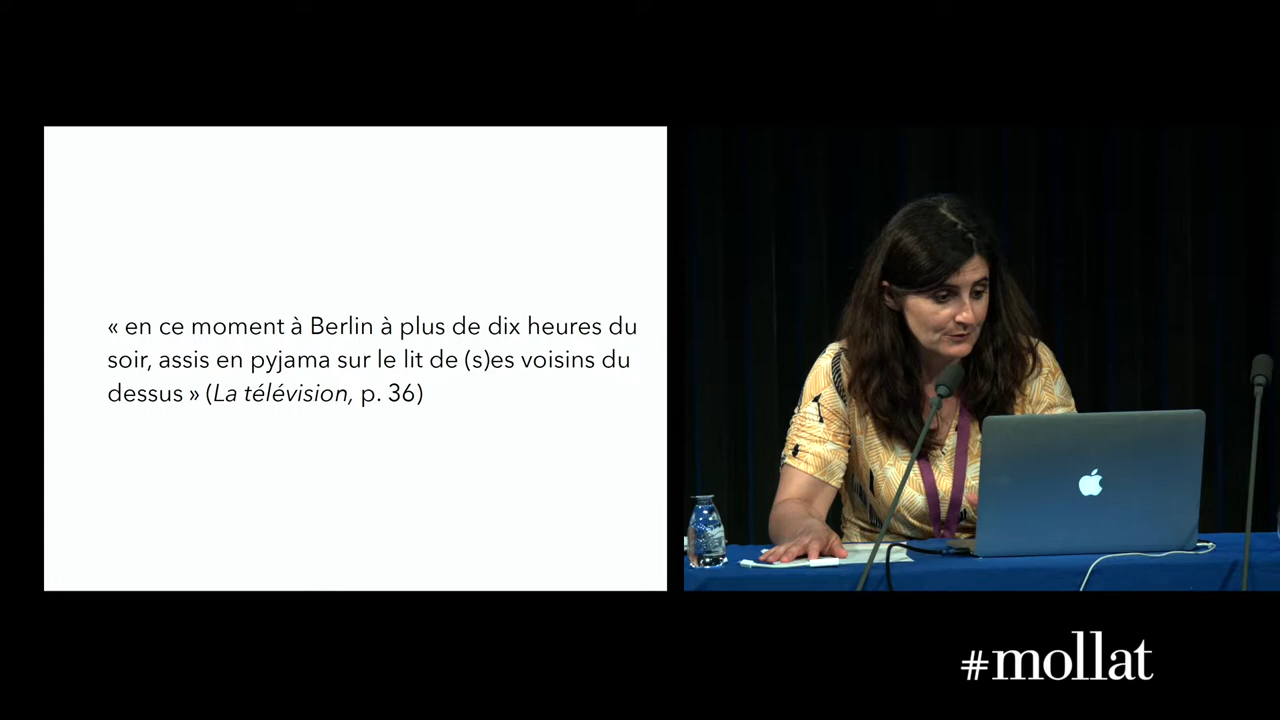 « en ce moment à Berlin à plus de dix heures du
soir, assis en pyjama sur le lit de (s)es voisins du
dessus » (La télévision, p. 36)
#mollat